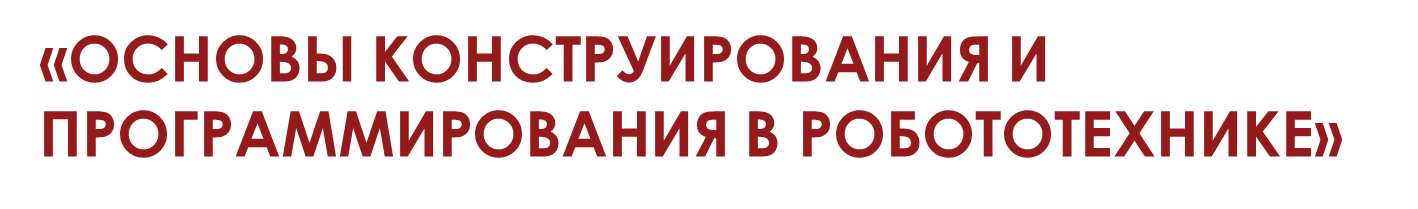 «ОСНОВЫ КОНСТРУИРОВАНИЯ И
ПРОГРАММИРОВАНИЯ В РОБОТОТЕХНИКЕ»